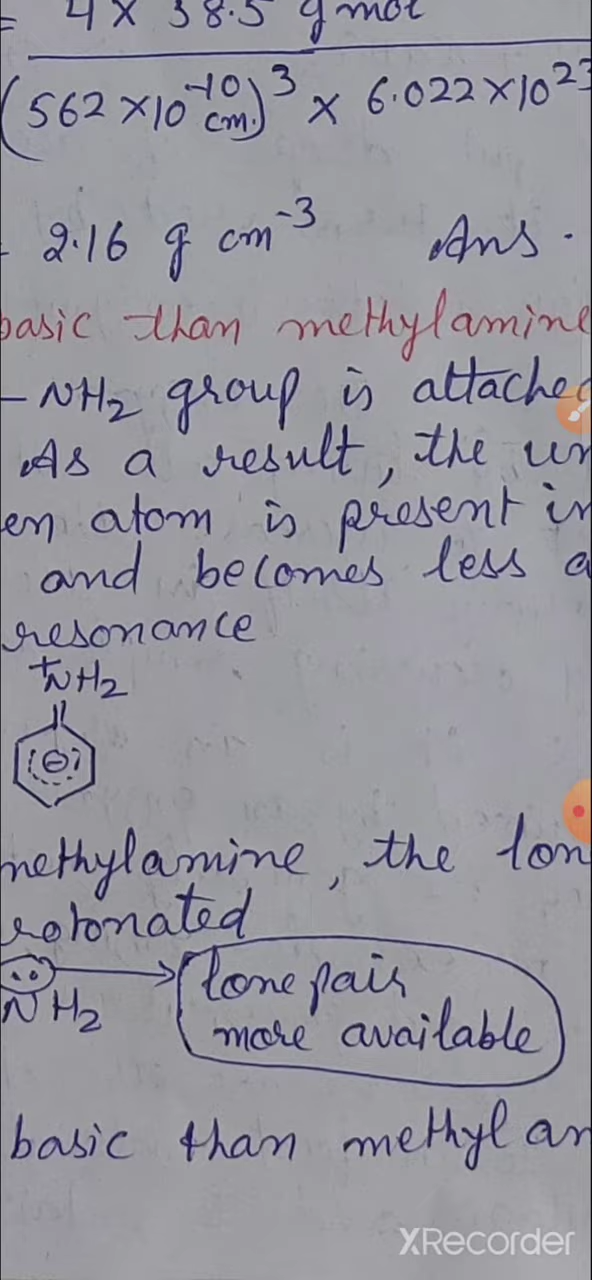 = 4 × 58.5 g mol
(562 × 10⁻¹⁰ cm.)³ × 6.022 × 10²³
2.16 g cm⁻³ Ans.
basic than methylamine
– NH₂ group is attached
As a result, the un
en atom is present in
and becomes less a
resonance
+NH₂
⊖
methylamine, the lon
rotonated
..
NH₂
lone pair
more available
basic than methyl am
XRecorder